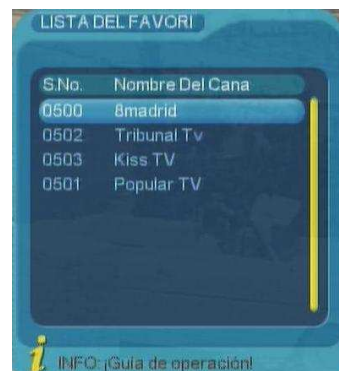 LISTA DEL FAVORI
S.No. Nombre Del Cana
0500 8madrid
0502 Tribunal Tv
0503 Kiss TV
0501 Popular TV
INFO: ¡Guía de operación!